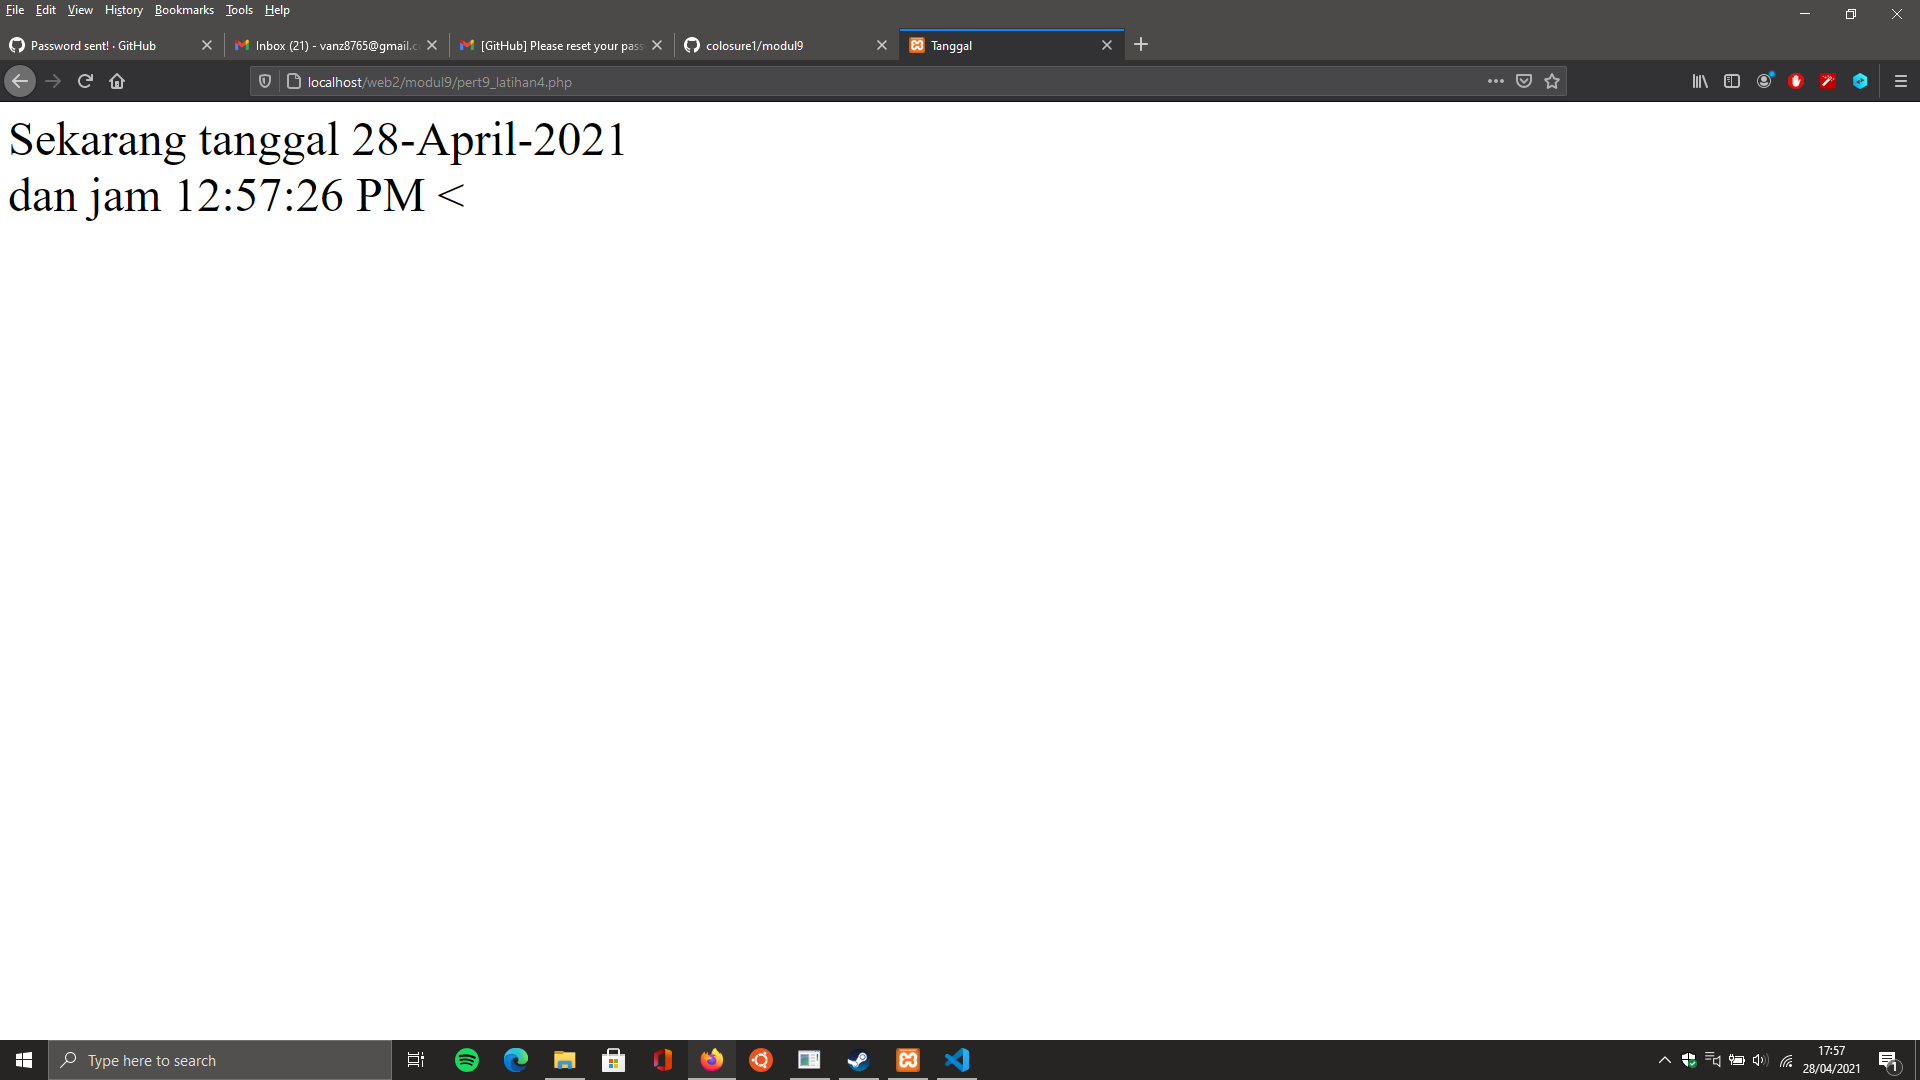 File Edit View History Bookmarks Tools Help
Password sent! · GitHub
Inbox (21) - vanz8765@gmail.c
[GitHub] Please reset your pass
colosure1/modul9
Tanggal
localhost/web2/modul9/pert9_latihan4.php
Sekarang tanggal 28-April-2021
dan jam 12:57:26 PM <
Type here to search
17:57
28/04/2021
1